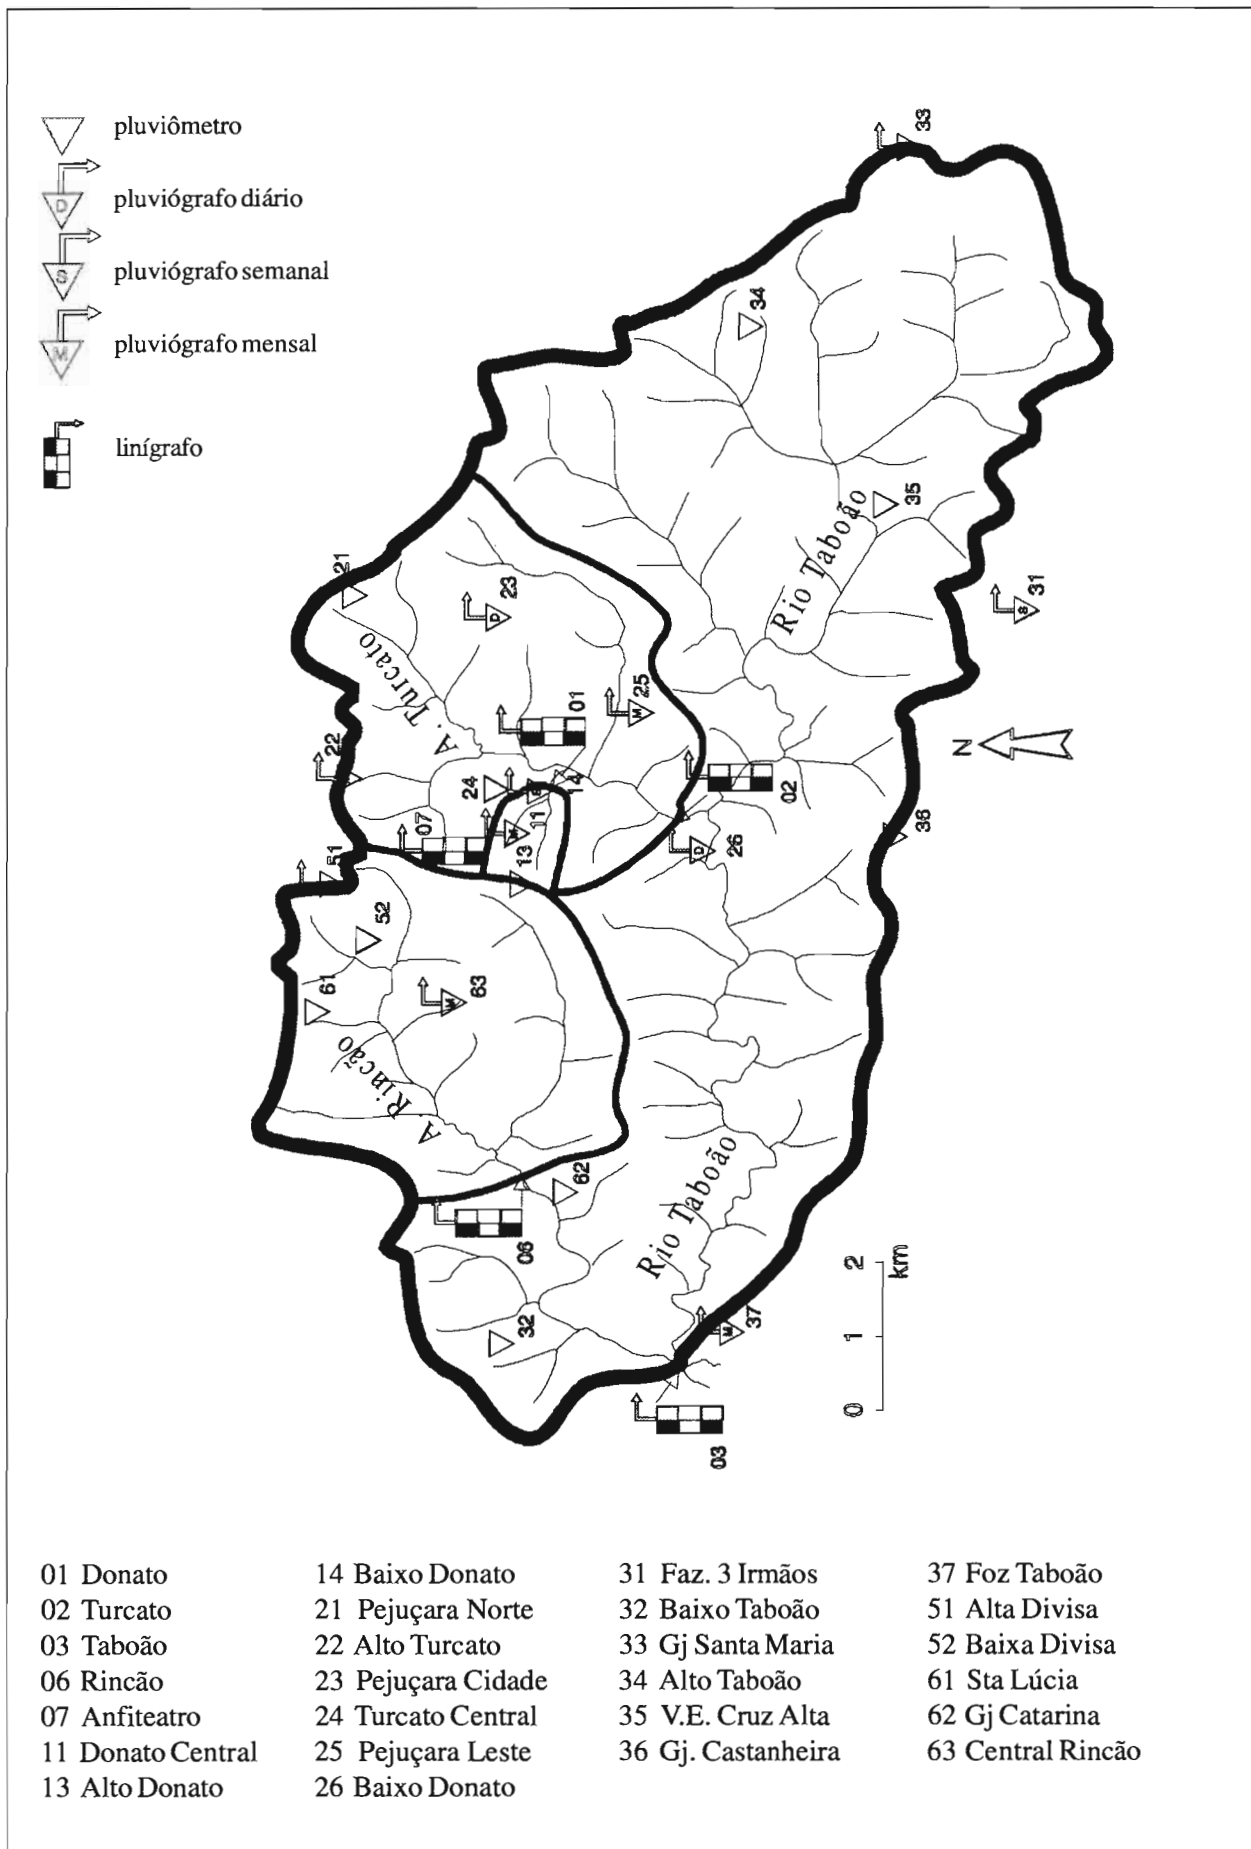 pluviômetro
D
pluviógrafo diário
S
pluviógrafo semanal
M
pluviógrafo mensal
linígrafo
33
34
35
Rio Taboão
31
S
21
23
D
A. Turcato
25
M
01
22
24
14
02
N
07
11
M
13
26
D
36
51
52
61
63
M
A. Rincão
62
06
Rio Taboão
32
37
M
03
0 1 2
km
01 Donato
02 Turcato
03 Taboão
06 Rincão
07 Anfiteatro
11 Donato Central
13 Alto Donato
14 Baixo Donato
21 Pejuçara Norte
22 Alto Turcato
23 Pejuçara Cidade
24 Turcato Central
25 Pejuçara Leste
26 Baixo Donato
31 Faz. 3 Irmãos
32 Baixo Taboão
33 Gj Santa Maria
34 Alto Taboão
35 V.E. Cruz Alta
36 Gj. Castanheira
37 Foz Taboão
51 Alta Divisa
52 Baixa Divisa
61 Sta Lúcia
62 Gj Catarina
63 Central Rincão